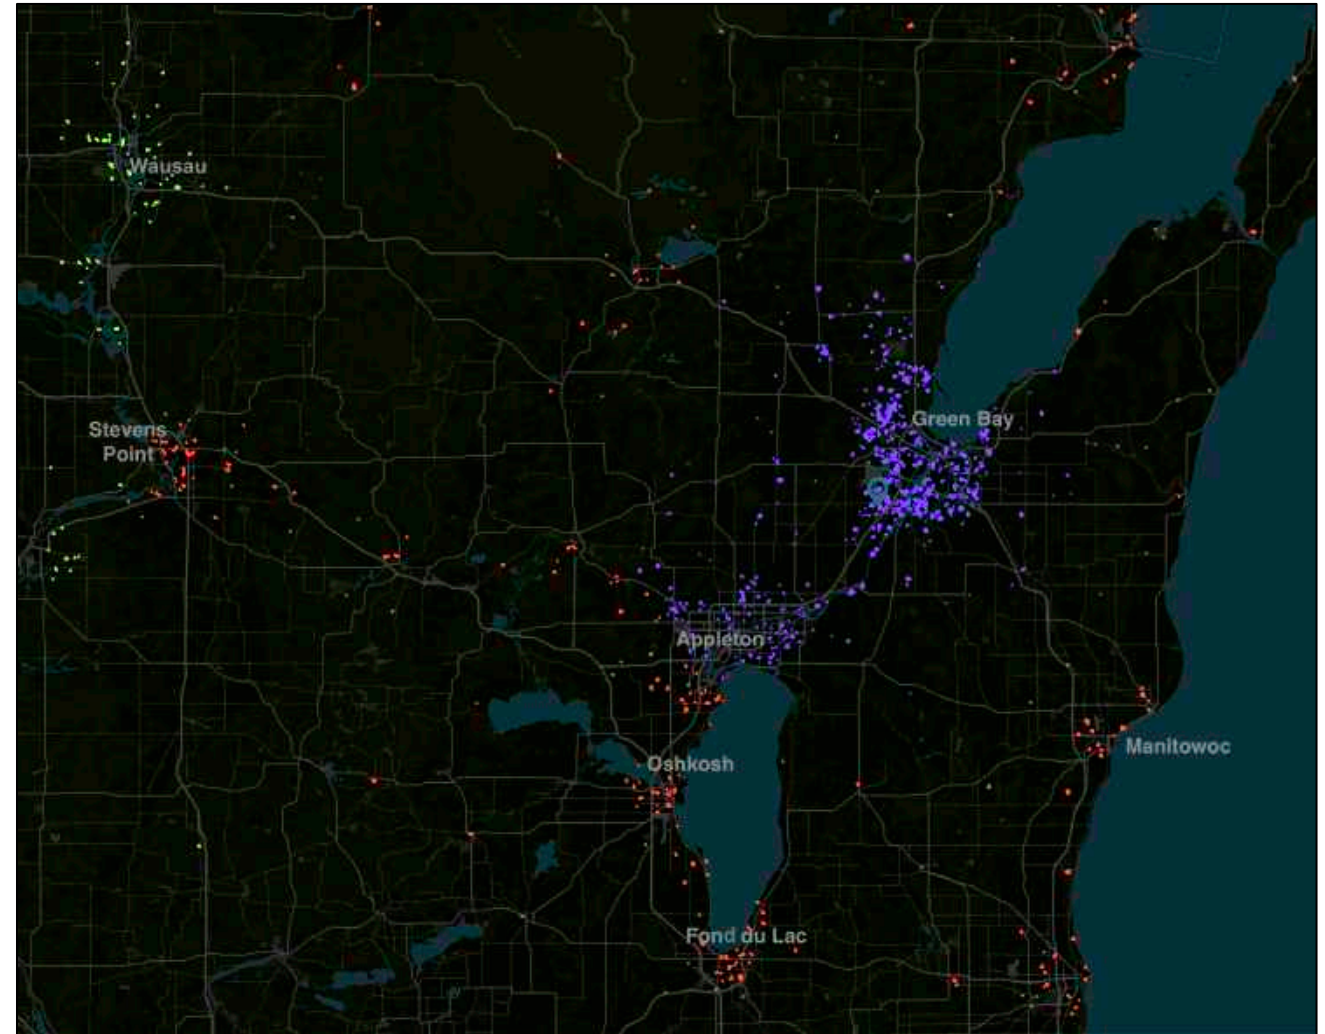 Wausau
Green Bay
Stevens
Point
Appleton
Manitowoc
Oshkosh
Fond du Lac